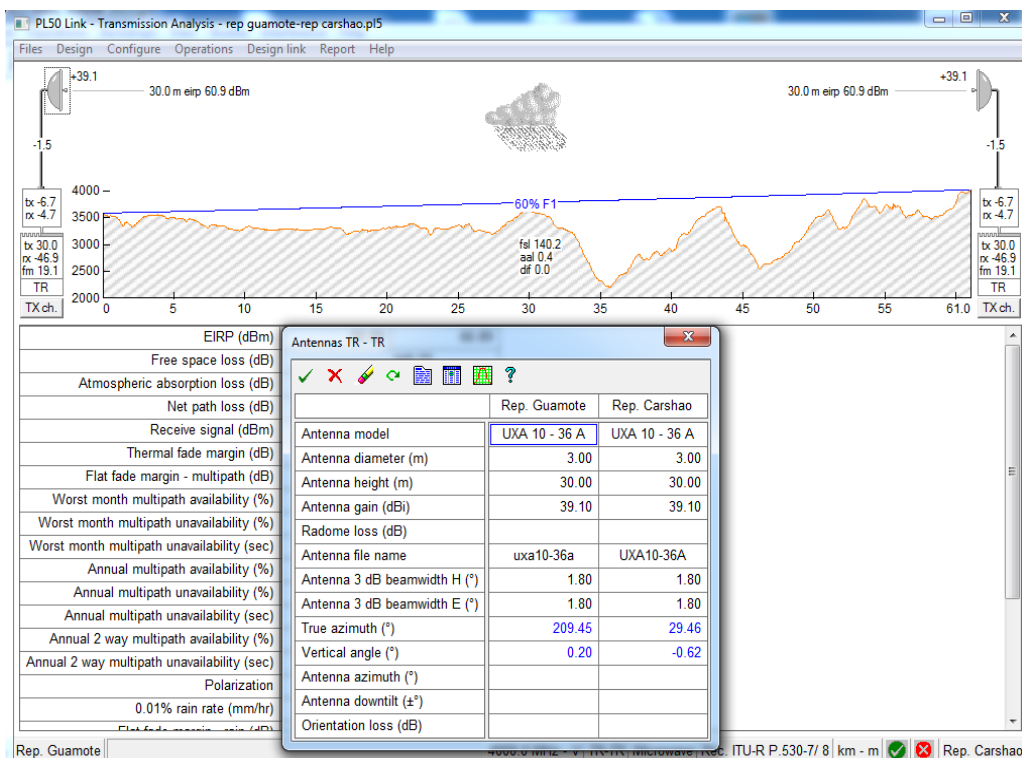 PL50 Link - Transmission Analysis - rep guamote-rep carshao.pl5
Files Design Configure Operations Design link Report Help
+39.1
30.0 m eirp 60.9 dBm
30.0 m eirp 60.9 dBm
+39.1
-1.5
-1.5
tx -6.7
rx -4.7
tx 30.0
rx -46.9
fm 19.1
TR
TX ch.
4000
3500
3000
2500
2000
60% F1
fsl 140.2
aal 0.4
dif 0.0
0 5 10 15 20 25 30 35 40 45 50 55 61.0
tx -6.7
rx -4.7
tx 30.0
rx -46.9
fm 19.1
TR
TX ch.
EIRP (dBm)
Free space loss (dB)
Atmospheric absorption loss (dB)
Net path loss (dB)
Receive signal (dBm)
Thermal fade margin (dB)
Flat fade margin - multipath (dB)
Worst month multipath availability (%)
Worst month multipath unavailability (%)
Worst month multipath unavailability (sec)
Annual multipath availability (%)
Annual multipath unavailability (%)
Annual multipath unavailability (sec)
Annual 2 way multipath availability (%)
Annual 2 way multipath unavailability (sec)
Polarization
0.01% rain rate (mm/hr)
Flat fade margin - rain (dB)
Antennas TR - TR
Rep. Guamote Rep. Carshao
Antenna model UXA 10 - 36 A UXA 10 - 36 A
Antenna diameter (m) 3.00 3.00
Antenna height (m) 30.00 30.00
Antenna gain (dBi) 39.10 39.10
Radome loss (dB)
Antenna file name uxa10-36a UXA10-36A
Antenna 3 dB beamwidth H (°) 1.80 1.80
Antenna 3 dB beamwidth E (°) 1.80 1.80
True azimuth (°) 209.45 29.46
Vertical angle (°) 0.20 -0.62
Antenna azimuth (°)
Antenna downtilt (±°)
Orientation loss (dB)
Rep. Guamote ITU-R P.530-7/ 8 km - m Rep. Carshao